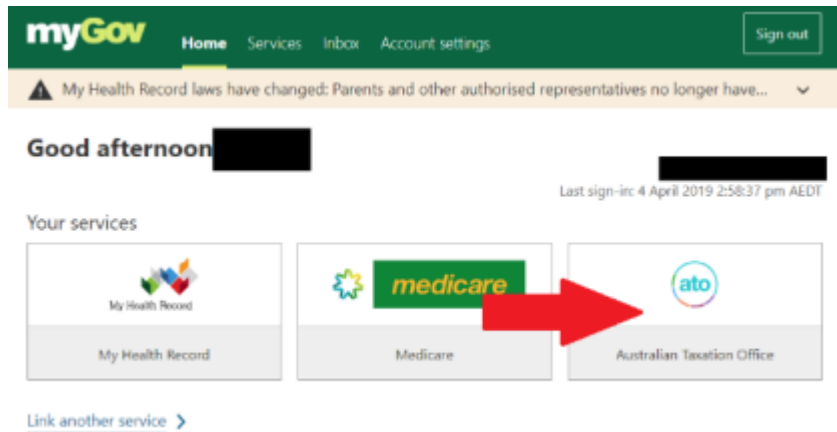 myGov
Home Services Inbox Account settings
Sign out
My Health Record laws have changed: Parents and other authorised representatives no longer have...
Good afternoon
Last sign-in: 4 April 2019 2:58:37 pm AEDT
Your services
My Health Record
medicare
ato
My Health Record
Medicare
Australian Taxation Office
Link another service